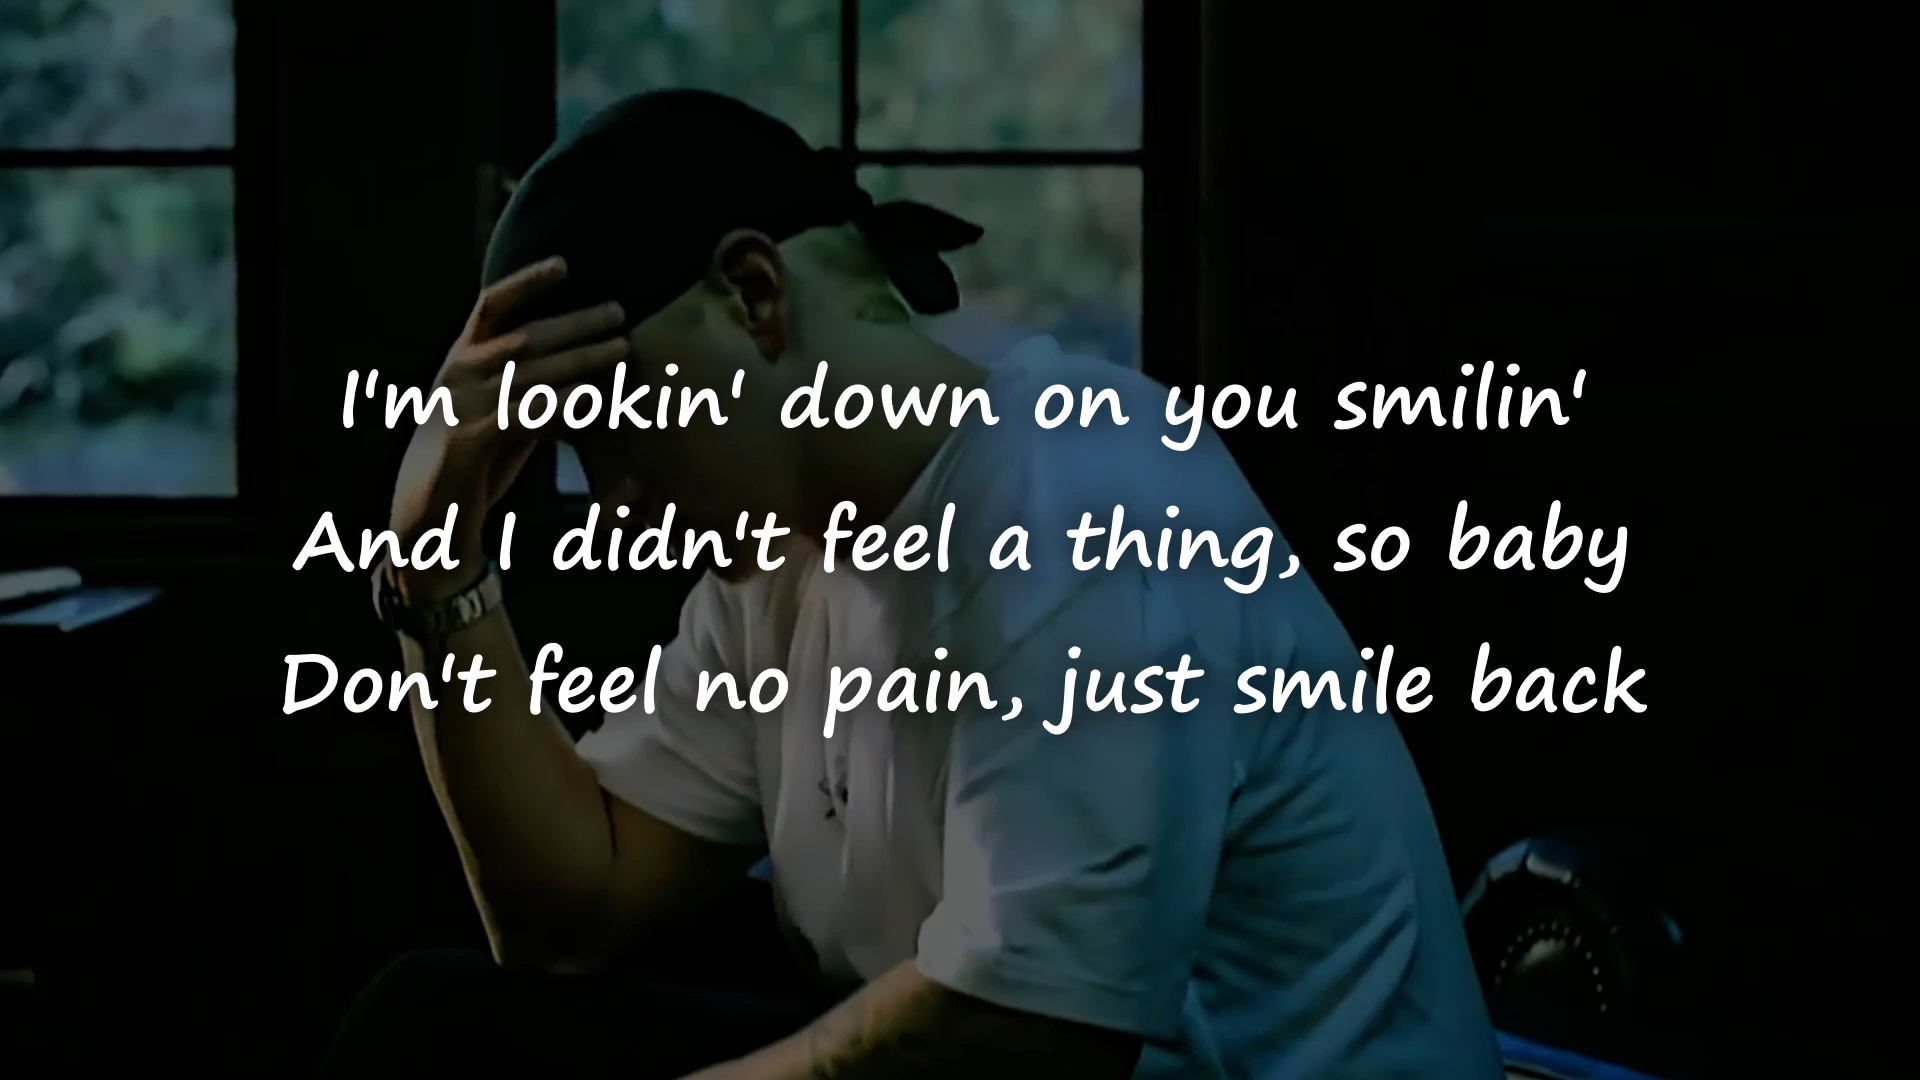 I'm lookin' down on you smilin'
And I didn't feel a thing, so baby
Don't feel no pain, just smile back